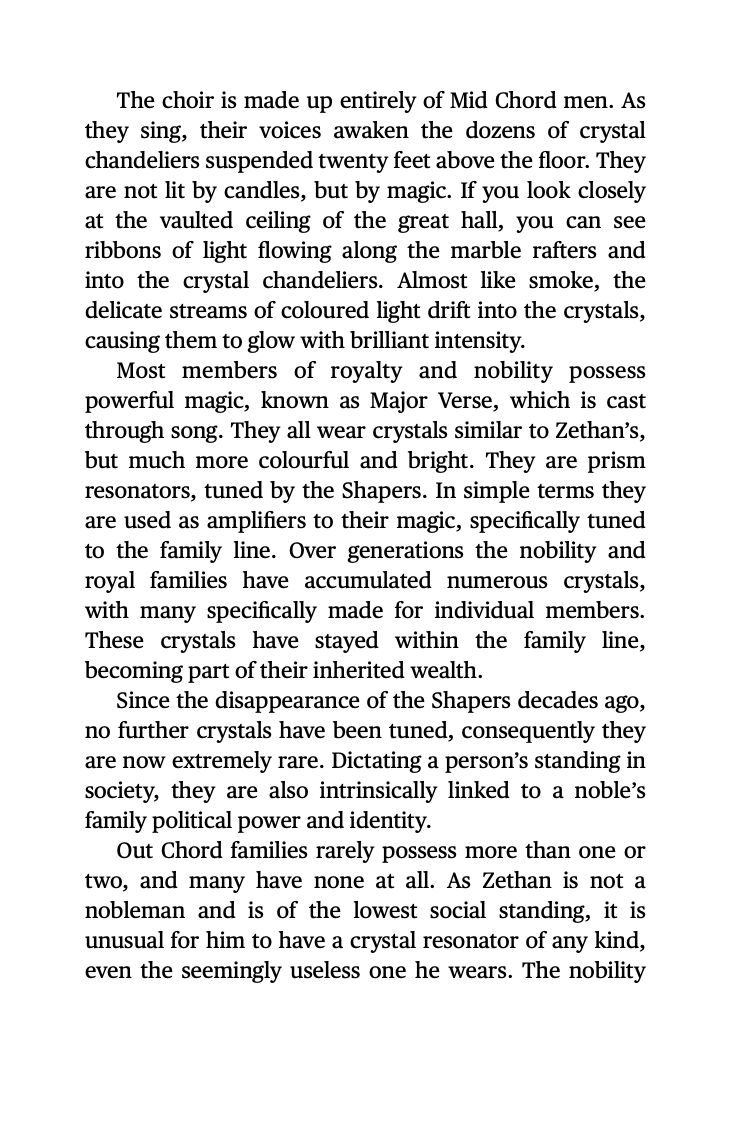 The choir is made up entirely of Mid Chord men. As
they sing, their voices awaken the dozens of crystal
chandeliers suspended twenty feet above the floor. They
are not lit by candles, but by magic. If you look closely
at the vaulted ceiling of the great hall, you can see
ribbons of light flowing along the marble rafters and
into the crystal chandeliers. Almost like smoke, the
delicate streams of coloured light drift into the crystals,
causing them to glow with brilliant intensity.
Most members of royalty and nobility possess
powerful magic, known as Major Verse, which is cast
through song. They all wear crystals similar to Zethan’s,
but much more colourful and bright. They are prism
resonators, tuned by the Shapers. In simple terms they
are used as amplifiers to their magic, specifically tuned
to the family line. Over generations the nobility and
royal families have accumulated numerous crystals,
with many specifically made for individual members.
These crystals have stayed within the family line,
becoming part of their inherited wealth.
Since the disappearance of the Shapers decades ago,
no further crystals have been tuned, consequently they
are now extremely rare. Dictating a person’s standing in
society, they are also intrinsically linked to a noble’s
family political power and identity.
Out Chord families rarely possess more than one or
two, and many have none at all. As Zethan is not a
nobleman and is of the lowest social standing, it is
unusual for him to have a crystal resonator of any kind,
even the seemingly useless one he wears. The nobility